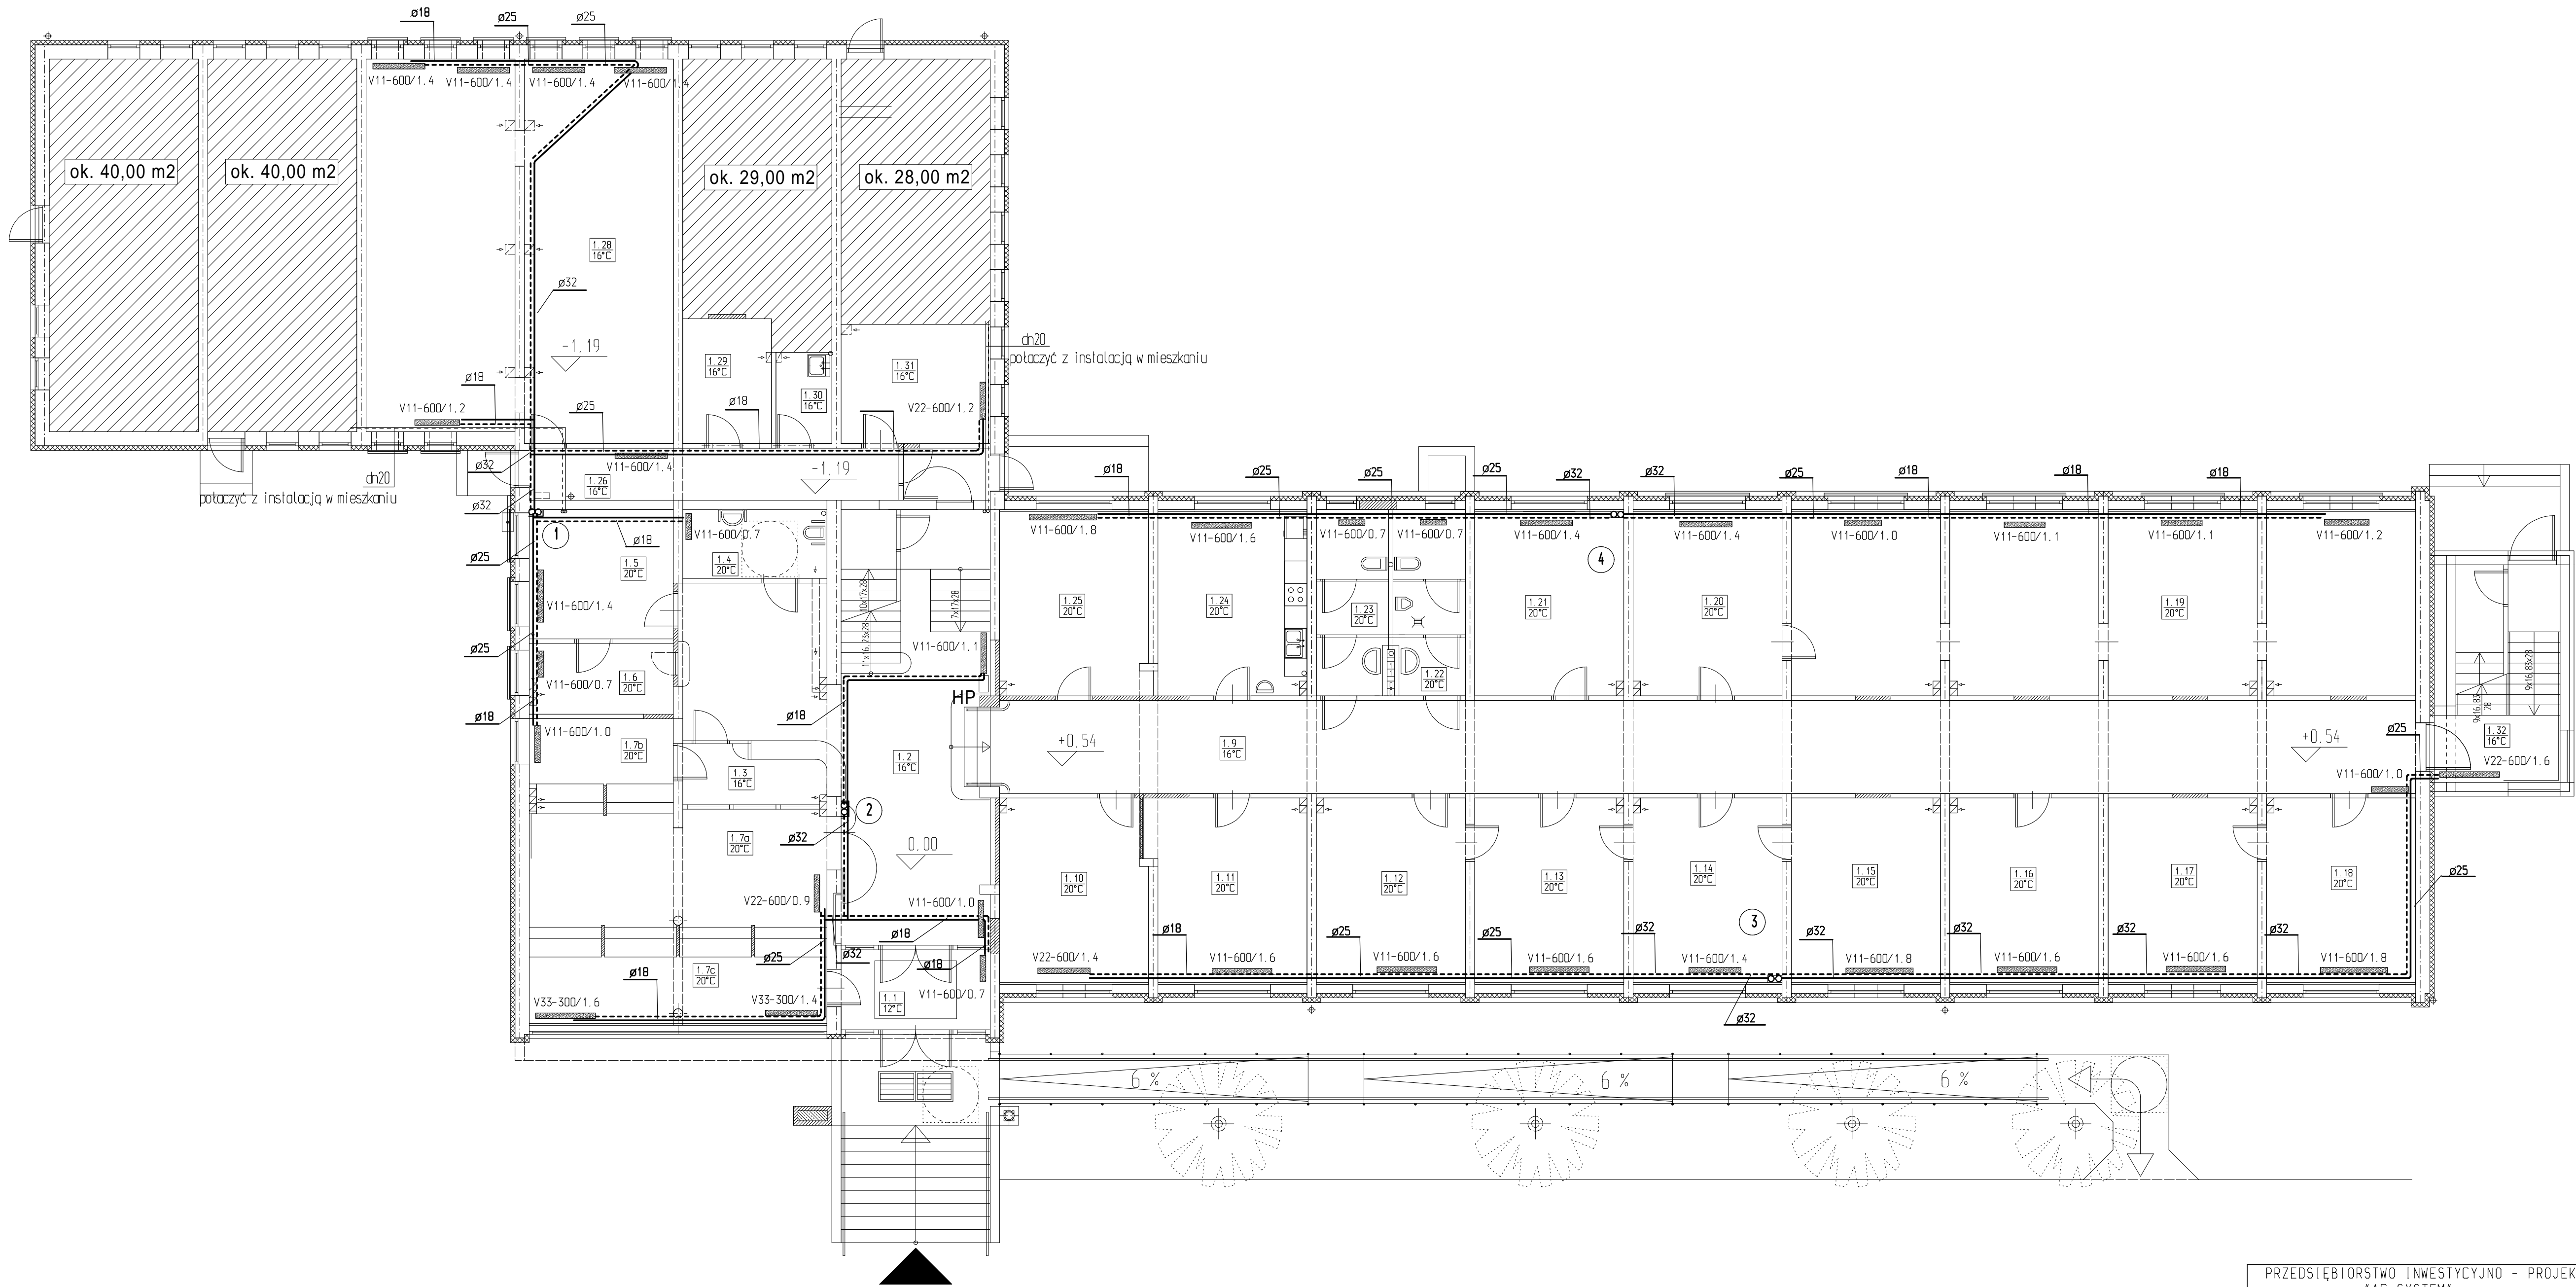 ø18
ø25
ø25
V11-600/1.4
V11-600/1.4
V11-600/1.4
V11-600/1.4
ok. 40,00 m2
ok. 40,00 m2
ok. 29,00 m2
ok. 28,00 m2
1.28
16°C
ø32
-1.19
dn20
połaczyć z instalacją w mieszkaniu
1.29
16°C
1.31
16°C
1.30
16°C
ø18
V11-600/1.2
ø25
ø18
V22-600/1.2
ø32
V11-600/1.4
-1.19
dn20
połaczyć z instalacją w mieszkaniu
1.26
16°C
ø32
ø18
ø25
ø25
ø25
ø32
ø32
ø25
ø18
ø18
ø18
1
ø18
V11-600/0.7
ø25
1.5
20°C
1.4
20°C
V11-600/1.8
V11-600/1.6
V11-600/0.7
V11-600/0.7
V11-600/1.4
V11-600/1.4
V11-600/1.0
V11-600/1.1
V11-600/1.1
V11-600/1.2
4
V11-600/1.4
10x17x28
7x17x28
11x16,23x28
1.25
20°C
1.24
20°C
1.23
20°C
1.21
20°C
1.20
20°C
1.19
20°C
ø25
V11-600/1.1
V11-600/0.7
1.6
20°C
1.22
20°C
9x16,83x28
9x16,83
28
HP
ø18
ø18
V11-600/1.0
1.7b
20°C
1.2
16°C
+0.54
1.9
16°C
+0.54
ø25
1.32
16°C
V22-600/1.6
V11-600/1.0
1.3
16°C
2
ø32
1.7a
20°C
0.00
1.10
20°C
1.11
20°C
1.12
20°C
1.13
20°C
1.14
20°C
1.15
20°C
1.16
20°C
1.17
20°C
1.18
20°C
ø25
V22-600/0.9
V11-600/1.0
3
ø18
ø18
ø25
ø25
ø32
ø32
ø32
ø32
ø32
ø25
ø32
ø18
V22-600/1.4
V11-600/1.6
V11-600/1.6
V11-600/1.6
V11-600/1.4
V11-600/1.8
V11-600/1.6
V11-600/1.6
V11-600/1.8
1.7c
20°C
ø18
V33-300/1.6
V33-300/1.4
1.1
12°C
V11-600/0.7
ø32
6 %
6 %
6 %
PRZEDSIĘBIORSTWO INWESTYCYJNO - PROJEK